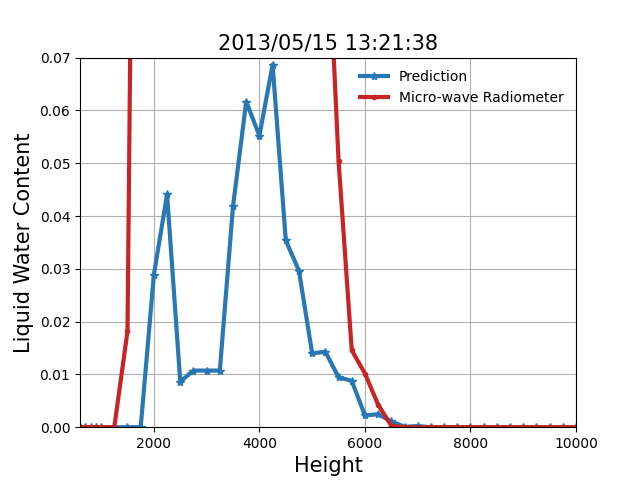 2013/05/15 13:21:38
0.07
0.06
0.05
0.04
0.03
0.02
0.01
0.00
Liquid Water Content
Prediction
Micro-wave Radiometer
2000 4000 6000 8000 10000
Height